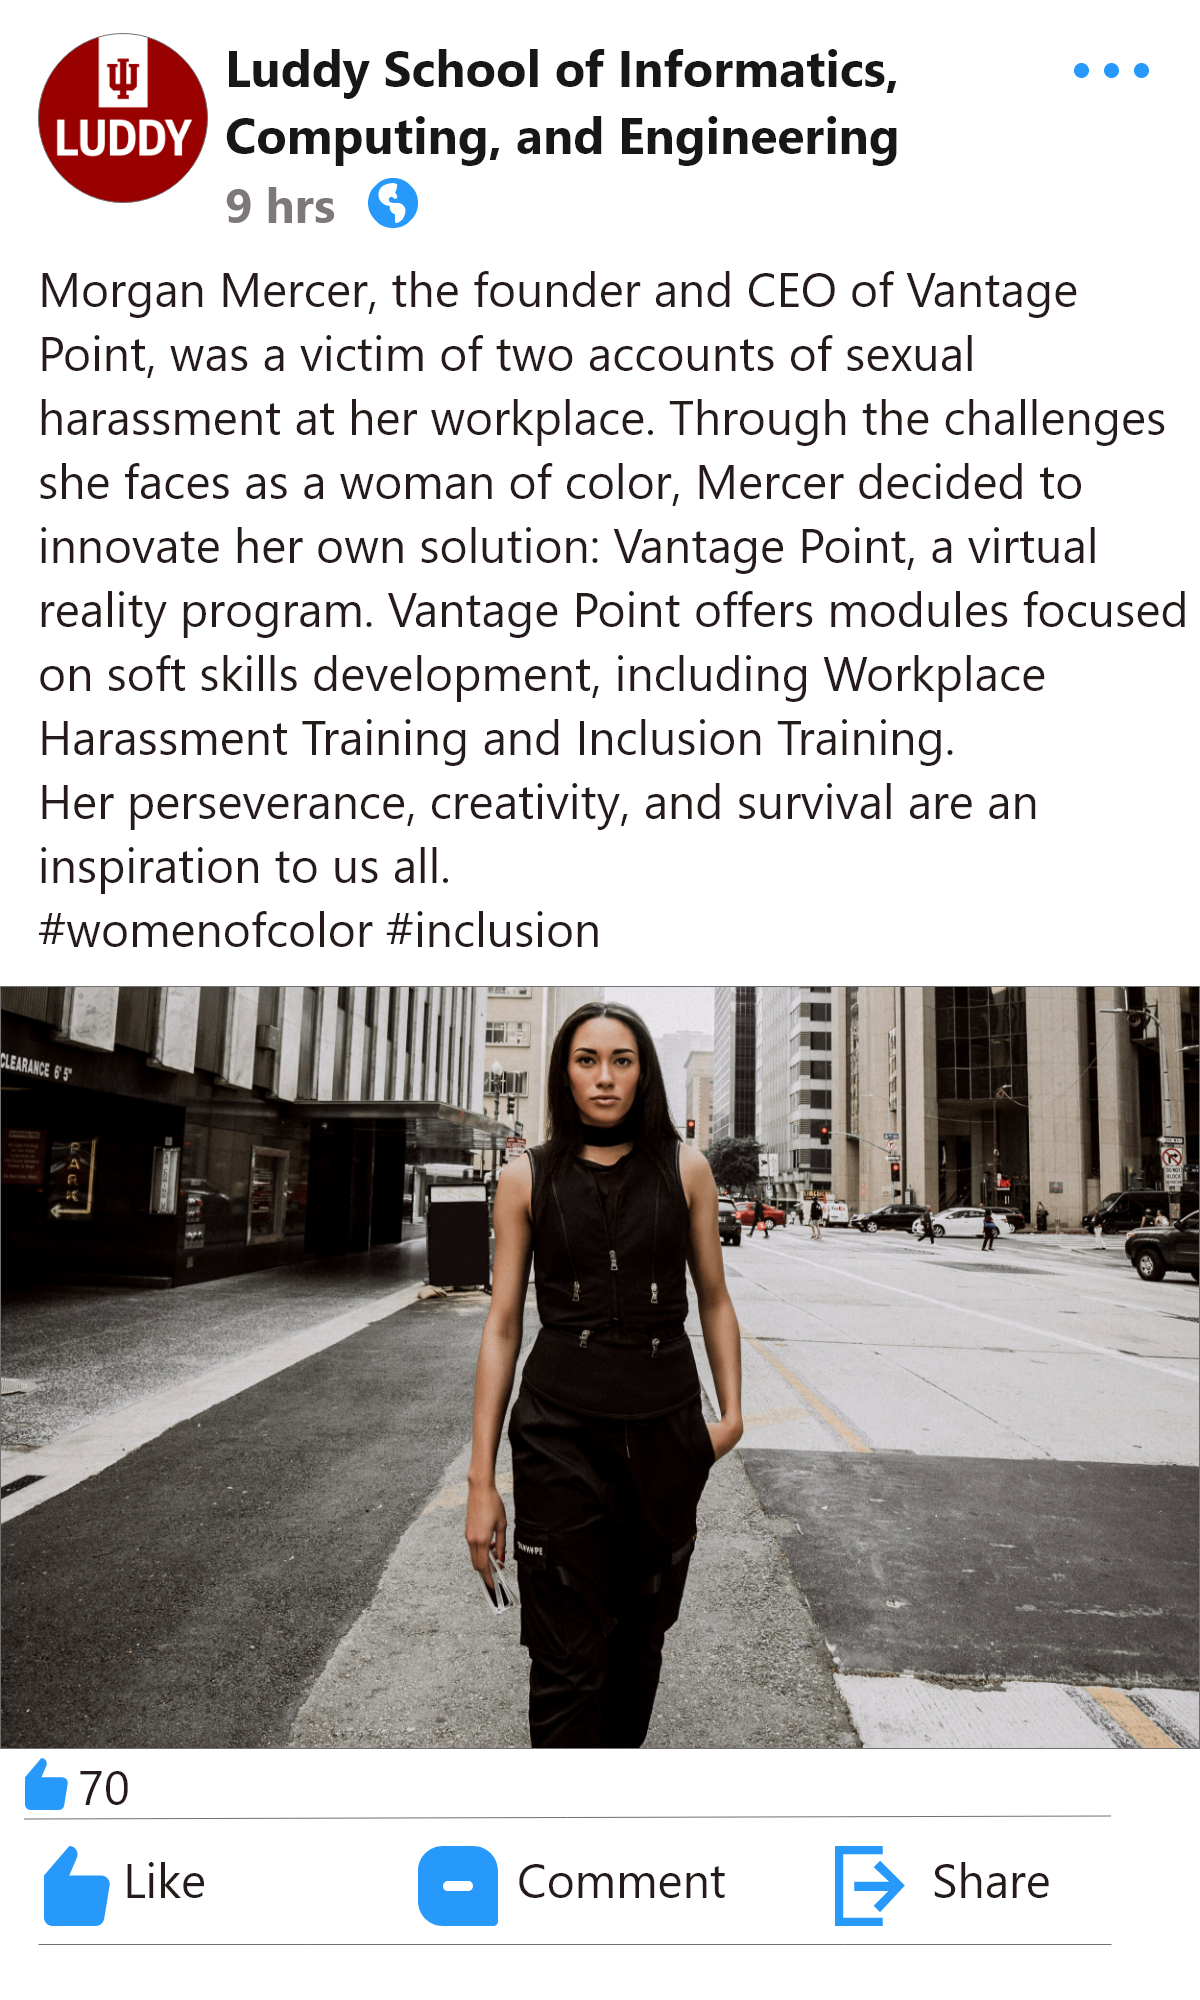 LUDDY
Luddy School of Informatics,
Computing, and Engineering
9 hrs
Morgan Mercer, the founder and CEO of Vantage
Point, was a victim of two accounts of sexual
harassment at her workplace. Through the challenges
she faces as a woman of color, Mercer decided to
innovate her own solution: Vantage Point, a virtual
reality program. Vantage Point offers modules focused
on soft skills development, including Workplace
Harassment Training and Inclusion Training.
Her perseverance, creativity, and survival are an
inspiration to us all.
#womenofcolor #inclusion
CLEARANCE 6'5"
PARK
70
Like
Comment
Share